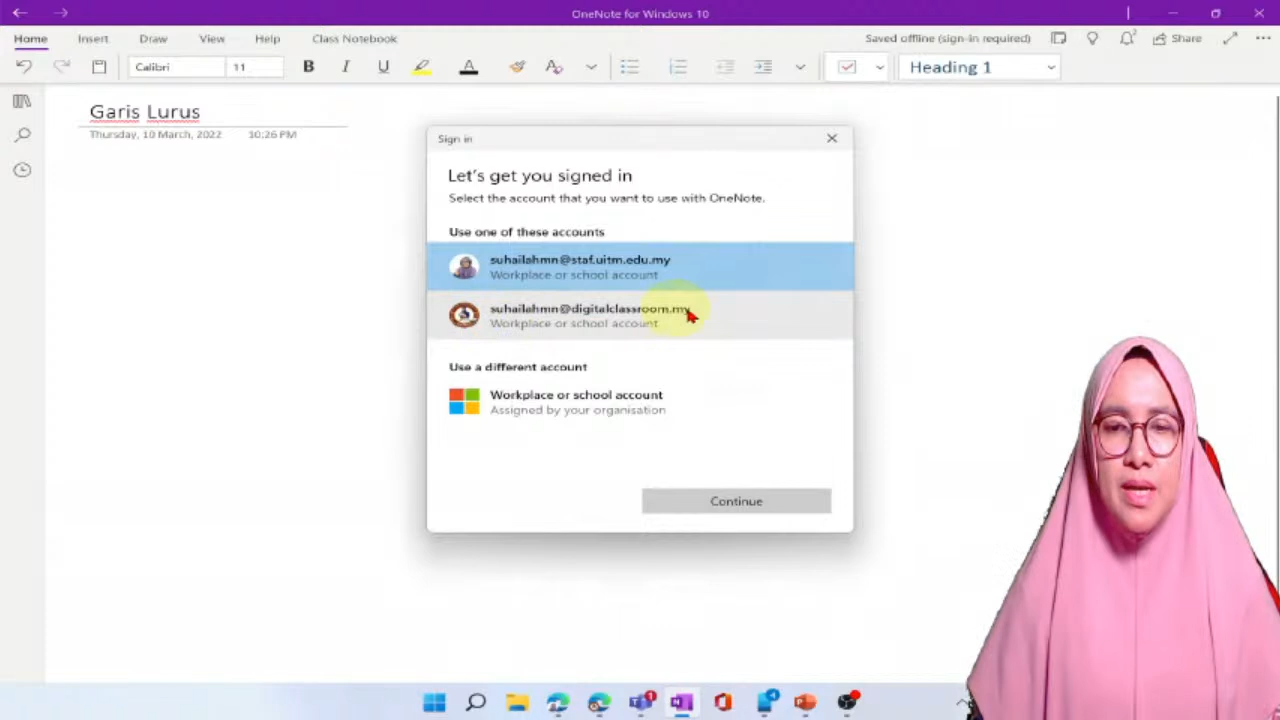 OneNote for Windows 10
Home Insert Draw View Help Class Notebook Saved offline (sign-in required) Share
Calibri 11 B I U A Heading 1
Garis Lurus
Thursday, 10 March, 2022 10:26 PM
Sign in
Let's get you signed in
Select the account that you want to use with OneNote.
Use one of these accounts
suhailahmn@staf.uitm.edu.my
Workplace or school account
suhailahmn@digitalclassroom.my
Workplace or school account
Use a different account
Workplace or school account
Assigned by your organisation
Continue